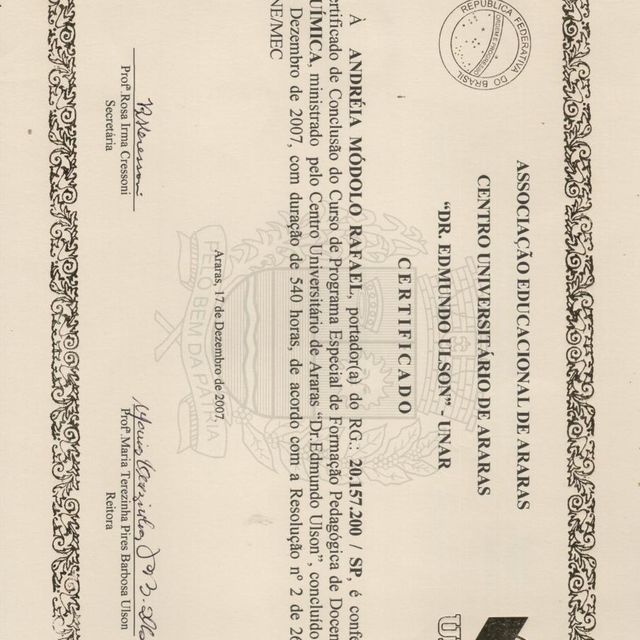 REPÚBLICA FEDERATIVA DO BRASIL
ASSOCIAÇÃO EDUCACIONAL DE ARARAS
CENTRO UNIVERSITÁRIO DE ARARAS
"DR. EDMUNDO ULSON" - UNAR
CERTIFICADO
À ANDRÉIA MÓDOLO RAFAEL, portador(a) do RG.: 20.157.200 / SP, é confe
ertificado de Conclusão do Curso de Programa Especial de Formação Pedagógica de Docen
UÍMICA, ministrado pelo Centro Universitário de Araras "Dr.Edmundo Ulson", concluído
Dezembro de 2007, com duração de 540 horas, de acordo com a Resolução nº 2 de 2
NE/MEC
PELO BEM DA PÁTRIA
Araras, 17 de Dezembro de 2007.
Profª Rosa Irma Cressoni
Secretária
Profª.Maria Terezinha Pires Barbosa Ulson
Reitora